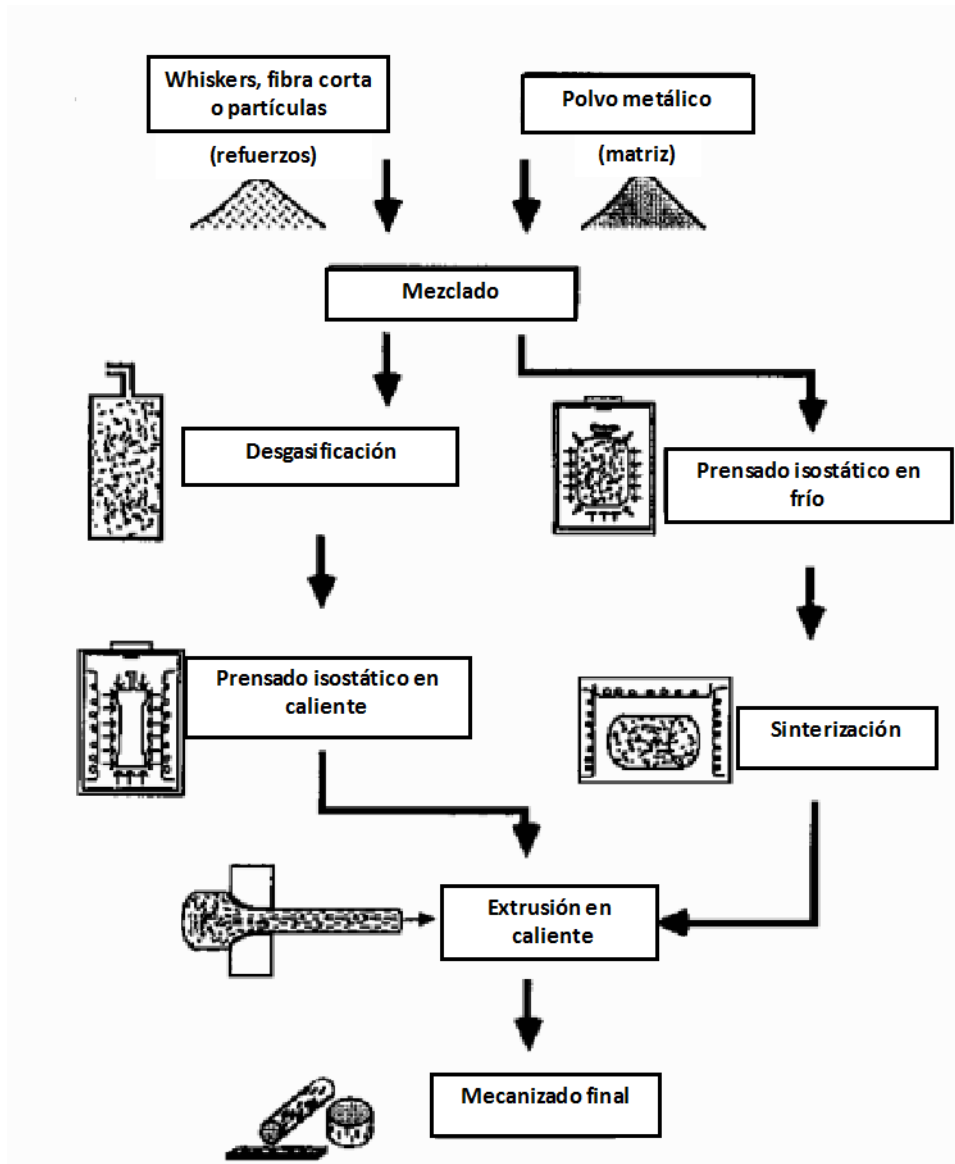 Whiskers, fibra corta
o partículas
(refuerzos)
Polvo metálico
(matriz)
Mezclado
Desgasificación
Prensado isostático en
frío
Prensado isostático en
caliente
Sinterización
Extrusión en
caliente
Mecanizado final